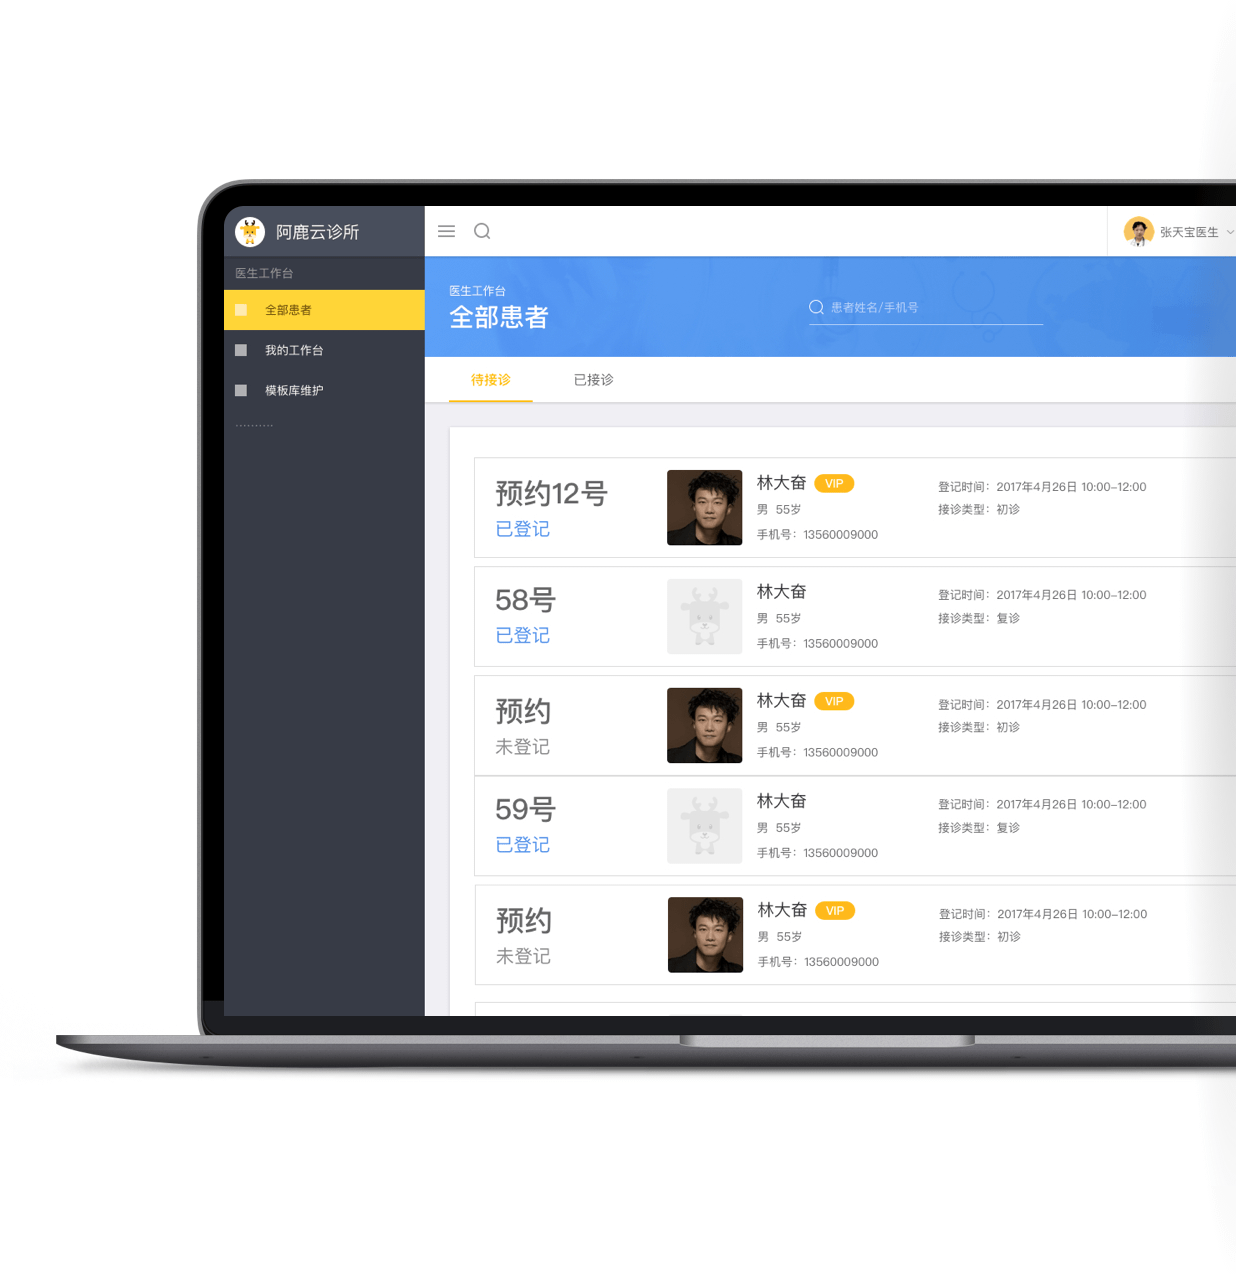 阿鹿云诊所
张天宝医生
医生工作台
全部患者
我的工作台
模板库维护
..........
医生工作台
全部患者
患者姓名/手机号
待接诊
已接诊
预约12号
已登记
林大奋 VIP
男 55岁
手机号：13560009000
登记时间：2017年4月26日 10:00-12:00
接诊类型：初诊
58号
已登记
林大奋
男 55岁
手机号：13560009000
登记时间：2017年4月26日 10:00-12:00
接诊类型：复诊
预约
未登记
林大奋 VIP
男 55岁
手机号：13560009000
登记时间：2017年4月26日 10:00-12:00
接诊类型：初诊
59号
已登记
林大奋
男 55岁
手机号：13560009000
登记时间：2017年4月26日 10:00-12:00
接诊类型：复诊
预约
未登记
林大奋 VIP
男 55岁
手机号：13560009000
登记时间：2017年4月26日 10:00-12:00
接诊类型：初诊